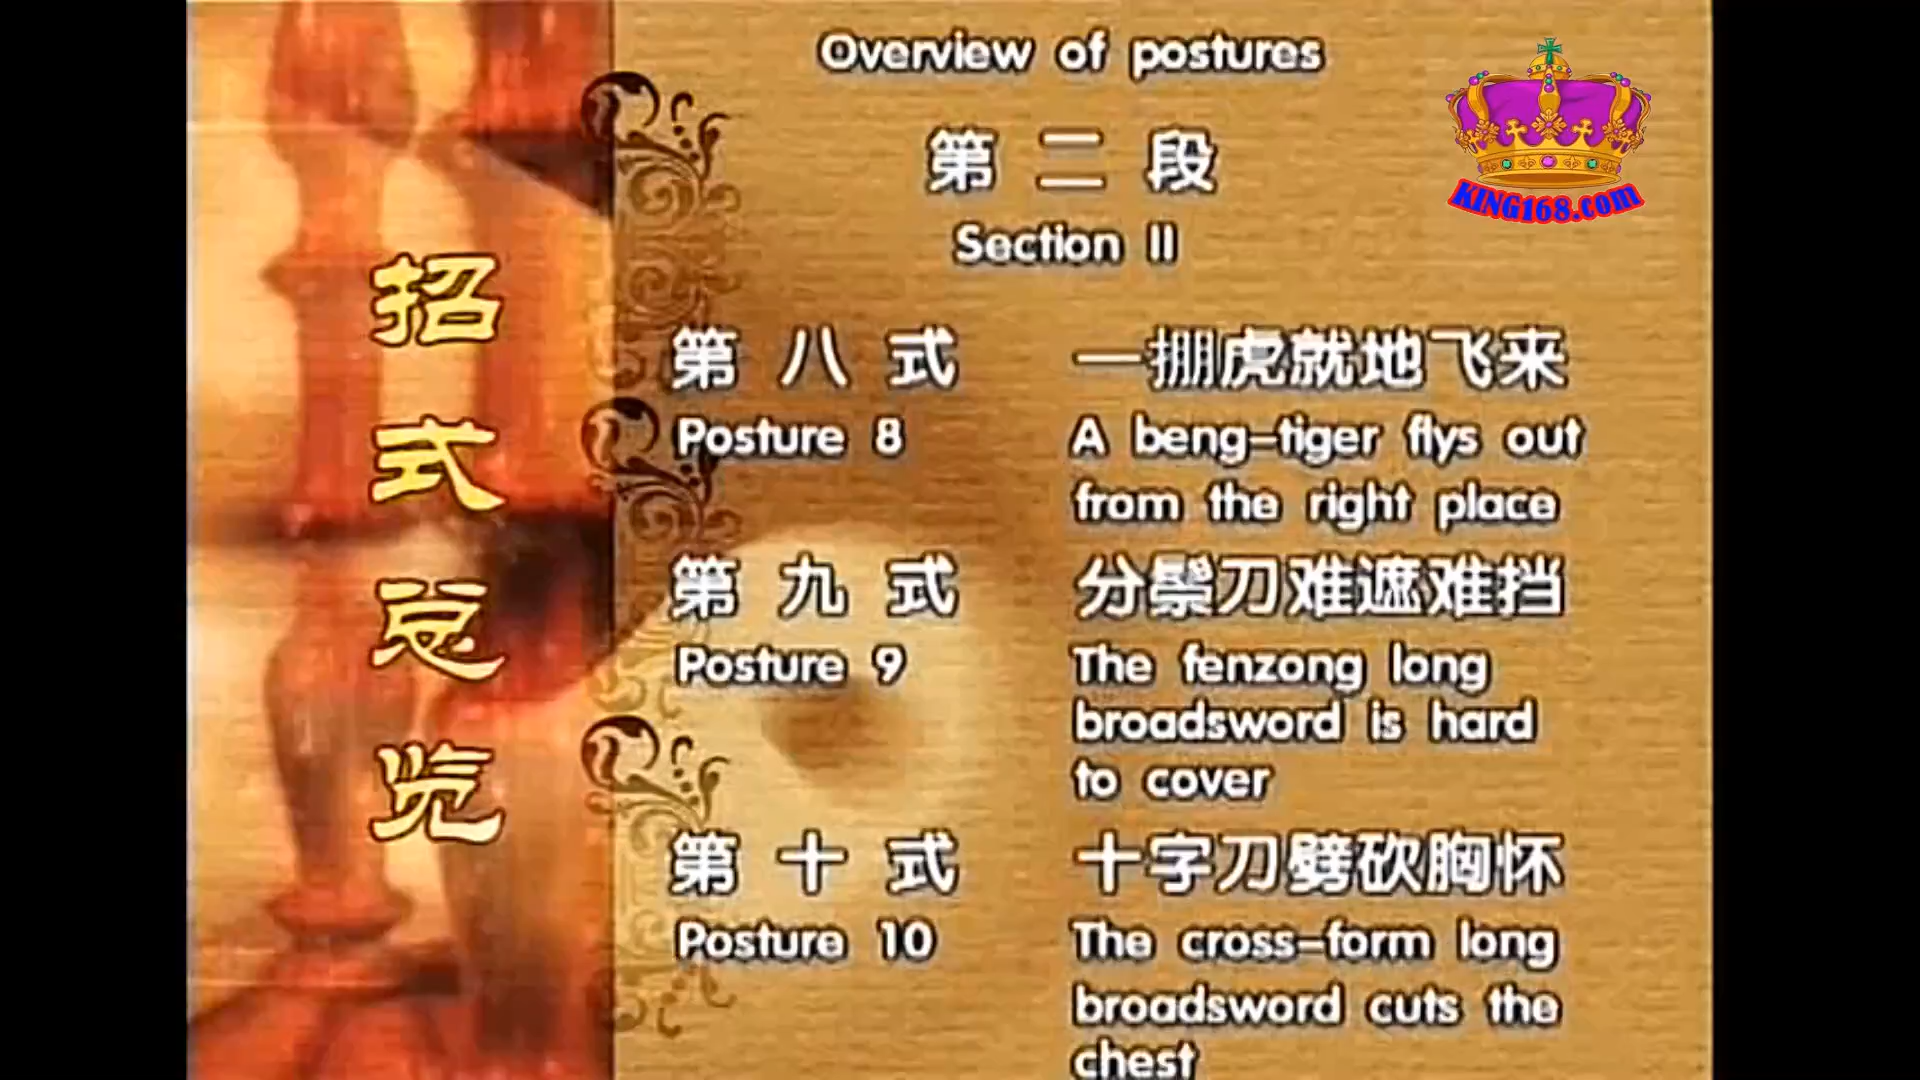 招式总览
Overview of postures
第二段
Section II
第八式 一掤虎就地飞来
Posture 8 A beng-tiger flys out
from the right place
第九式 分鬃刀难遮难挡
Posture 9 The fenzong long
broadsword is hard
to cover
第十式 十字刀劈砍胸怀
Posture 10 The cross-form long
broadsword cuts the
chest
KING168.com